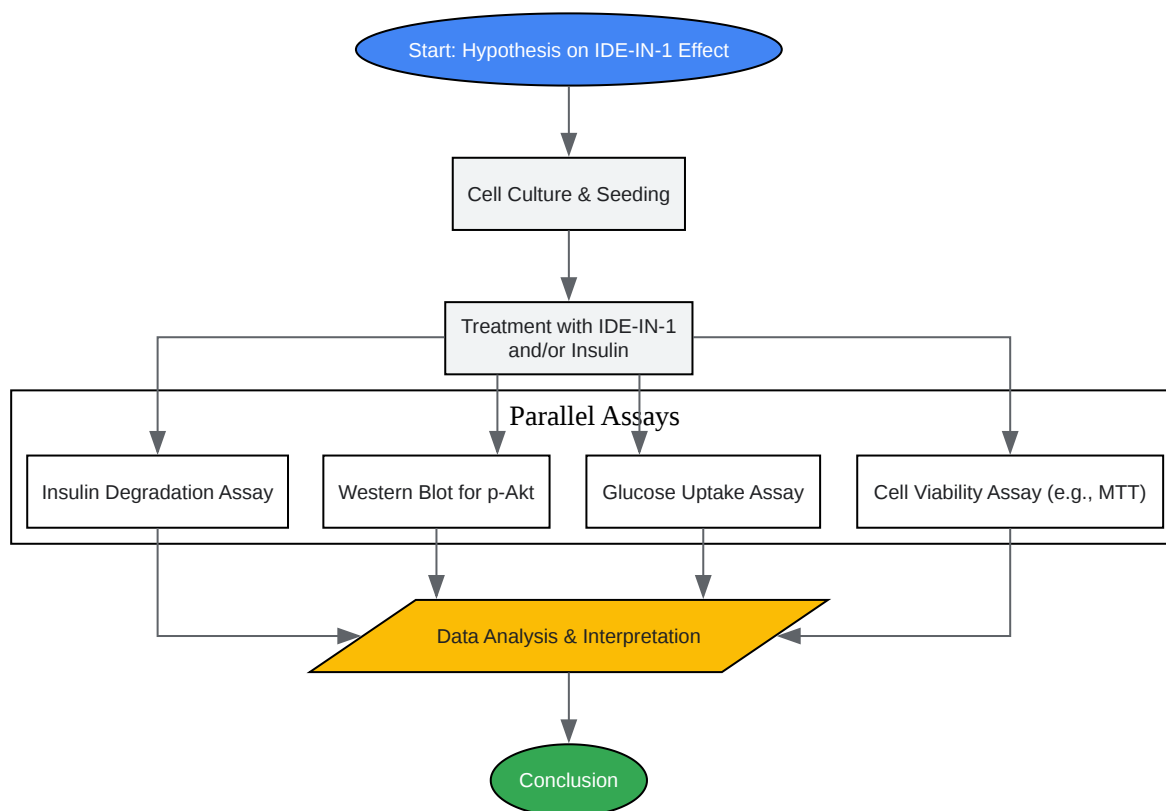 Start: Hypothesis on IDE-IN-1 Effect
Cell Culture & Seeding
Treatment with IDE-IN-1
and/or Insulin
Parallel Assays
Insulin Degradation Assay
Western Blot for p-Akt
Glucose Uptake Assay
Cell Viability Assay (e.g., MTT)
Data Analysis & Interpretation
Conclusion